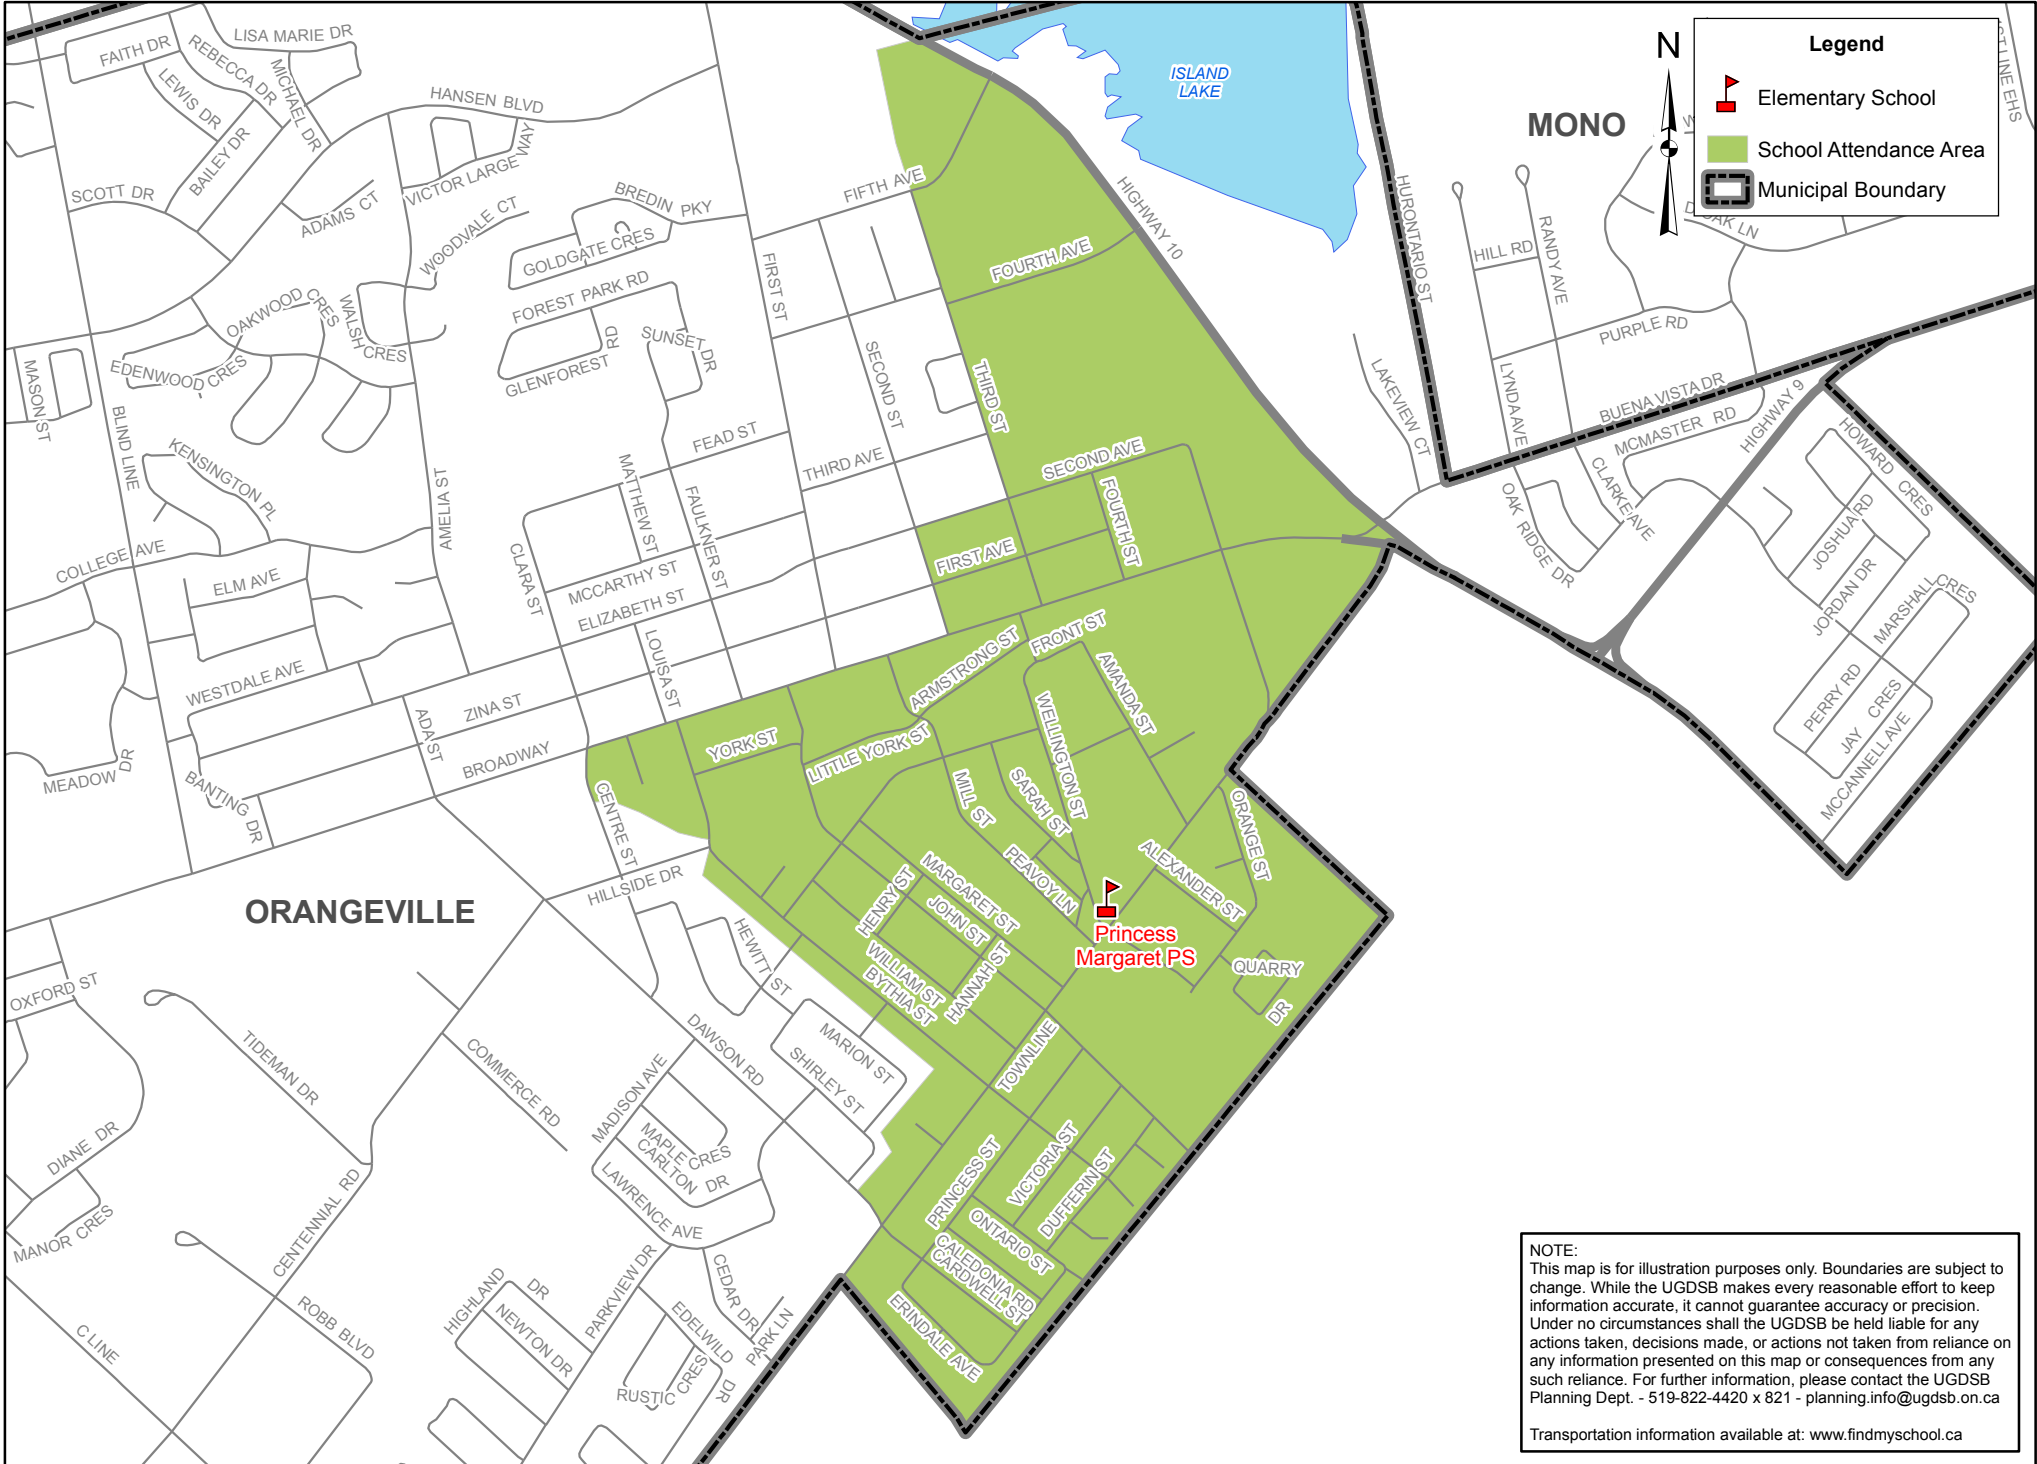 FAITH DR
LISA MARIE DR
REBECCA DR
LEWIS DR
MICHAEL DR
BAILEY DR
SCOTT DR
HANSEN BLVD
VICTOR LARGE WAY
ADAMS CT
WOODVALE CT
BREDIN PKY
GOLDGATE CRES
FOREST PARK RD
OAKWOOD CRES
WALSH CRES
EDENWOOD CRES
GLENFOREST RD
SUNSET DR
MASON ST
BLIND LINE
KENSINGTON PL
AMELIA ST
COLLEGE AVE
ELM AVE
WESTDALE AVE
FIRST ST
FIFTH AVE
FOURTH AVE
HIGHWAY 10
SECOND ST
THIRD ST
FEAD ST
THIRD AVE
SECOND AVE
MATTHEW ST
FAULKNER ST
FOURTH ST
CLARA ST
MCCARTHY ST
ELIZABETH ST
FIRST AVE
LOUISA ST
ZINA ST
ADA ST
BROADWAY
MEADOW DR
BANTING DR
ISLAND
LAKE
MONO
HURONTARIO ST
HILL RD
RANDY AVE
PURPLE RD
LAKEVIEW CT
LYNDA AVE
BUENA VISTA DR
MCMASTER RD
HIGHWAY 9
CLARKE AVE
OAK RIDGE DR
HOWARD CRES
JOSHUA RD
JORDAN DR
MARSHALL CRES
PERRY RD
JAY CRES
MCCANNELL AVE
N
Legend
Elementary School
School Attendance Area
Municipal Boundary
OAK LN
LINE EHS
ARMSTRONG ST
FRONT ST
AMANDA ST
YORK ST
LITTLE YORK ST
WELLINGTON ST
MILL ST
SARAH ST
CENTRE ST
PEAVOY LN
ORANGE ST
ALEXANDER ST
HILLSIDE DR
ORANGEVILLE
HENRY ST
MARGARET ST
JOHN ST
WILLIAM ST
BYTHIA ST
HANNAH ST
HEWITT ST
Princess
Margaret PS
QUARRY DR
OXFORD ST
TIDEMAN DR
COMMERCE RD
DAWSON RD
MARION ST
SHIRLEY ST
TOWNLINE
MADISON AVE
MAPLE CRES
CARLTON DR
LAWRENCE AVE
DIANE DR
MANOR CRES
CENTENNIAL RD
PRINCESS ST
VICTORIA ST
DUFFERIN ST
ONTARIO ST
CALEDONIA RD
CARDWELL ST
ERINDALE AVE
C LINE
ROBB BLVD
HIGHLAND DR
NEWTON DR
PARKVIEW DR
CEDAR DR
PARK LN
EDELWILD DR
RUSTIC CRES
NOTE:
This map is for illustration purposes only. Boundaries are subject to
change. While the UGDSB makes every reasonable effort to keep
information accurate, it cannot guarantee accuracy or precision.
Under no circumstances shall the UGDSB be held liable for any
actions taken, decisions made, or actions not taken from reliance on
any information presented on this map or consequences from any
such reliance. For further information, please contact the UGDSB
Planning Dept. - 519-822-4420 x 821 - planning.info@ugdsb.on.ca
Transportation information available at: www.findmyschool.ca